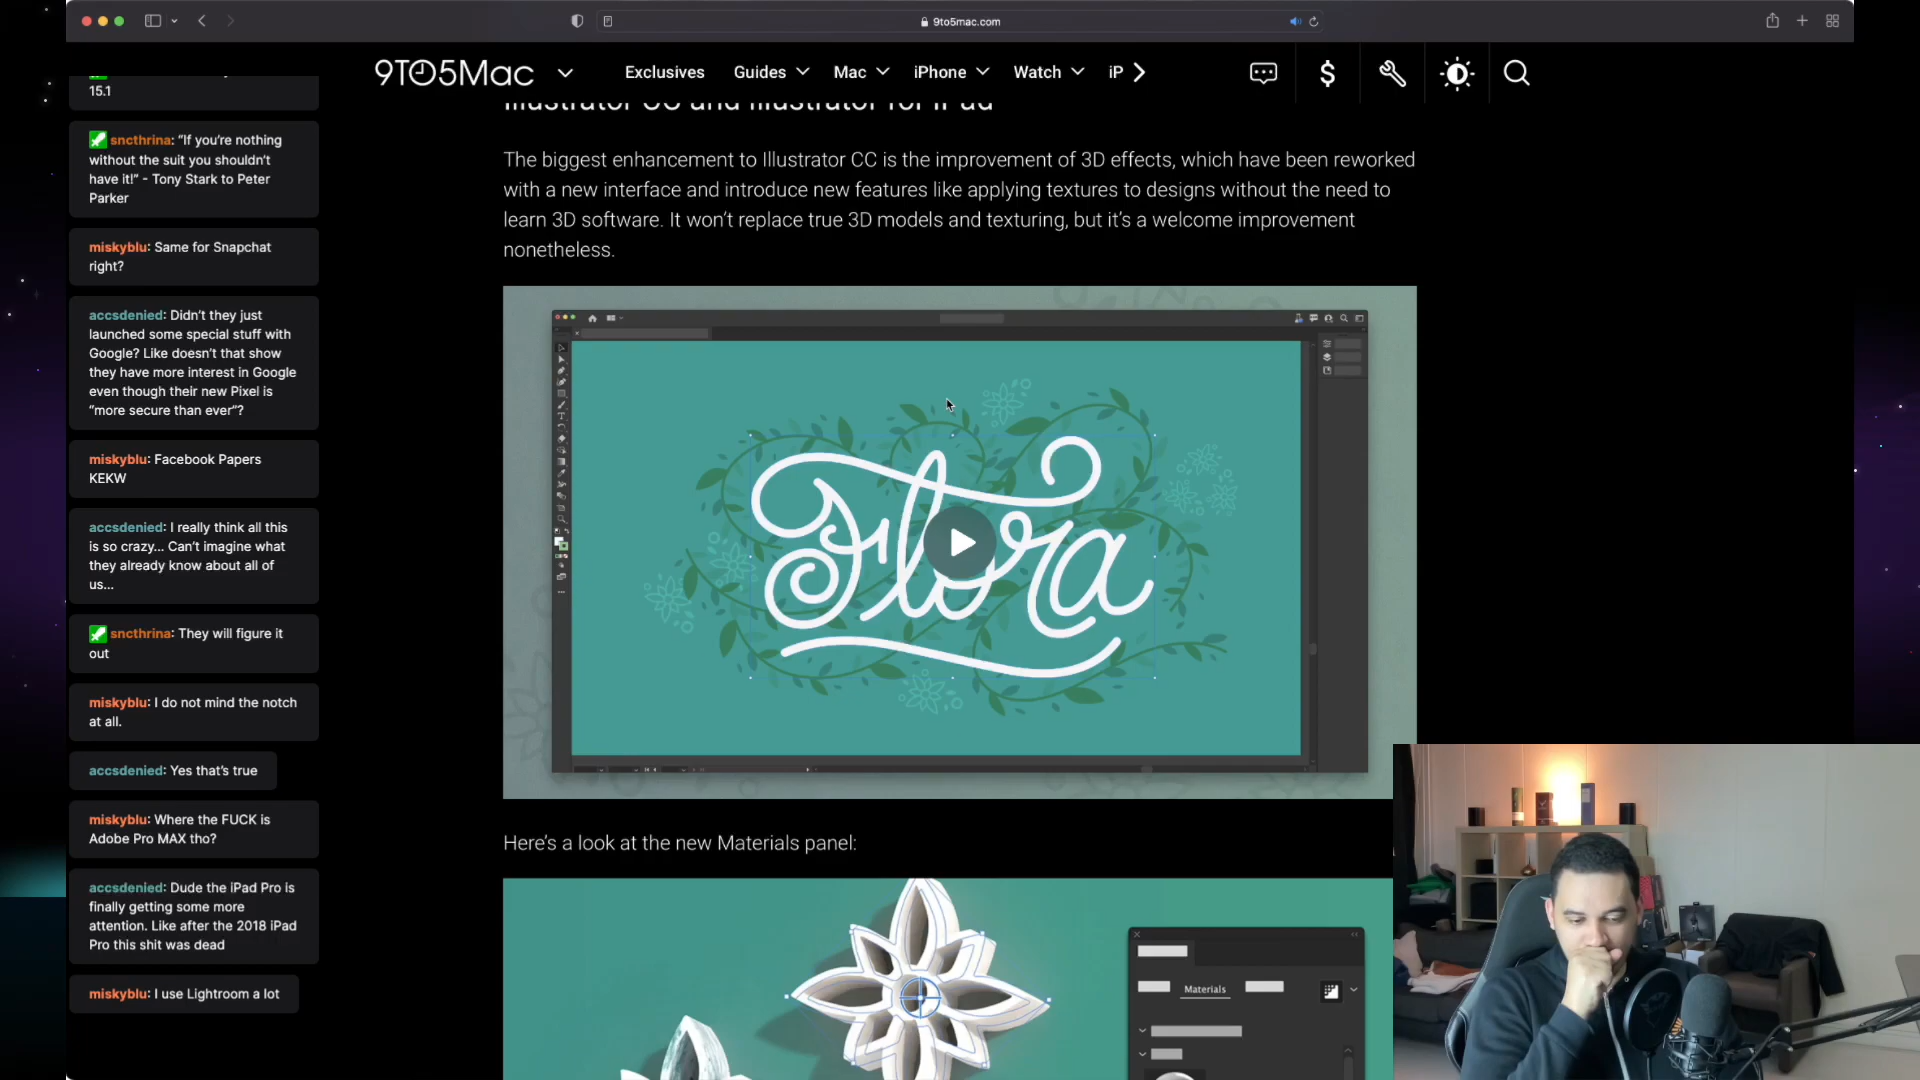 9to5mac.com
9TO5Mac
Exclusives
Guides
Mac
iPhone
Watch
iP
15.1
sncthrina: “If you’re nothing
without the suit you shouldn’t
have it!” - Tony Stark to Peter
Parker
miskyblu: Same for Snapchat
right?
accsdenied: Didn’t they just
launched some special stuff with
Google? Like doesn’t that show
they have more interest in Google
even though their new Pixel is
“more secure than ever”?
miskyblu: Facebook Papers
KEKW
accsdenied: I really think all this
is so crazy... Can’t imagine what
they already know about all of
us...
sncthrina: They will figure it
out
miskyblu: I do not mind the notch
at all.
accsdenied: Yes that’s true
miskyblu: Where the FUCK is
Adobe Pro MAX tho?
accsdenied: Dude the iPad Pro is
finally getting some more
attention. Like after the 2018 iPad
Pro this shit was dead
miskyblu: I use Lightroom a lot
Illustrator CC and Illustrator for iPad
The biggest enhancement to Illustrator CC is the improvement of 3D effects, which have been reworked
with a new interface and introduce new features like applying textures to designs without the need to
learn 3D software. It won’t replace true 3D models and texturing, but it’s a welcome improvement
nonetheless.
Flora
Here’s a look at the new Materials panel:
Materials